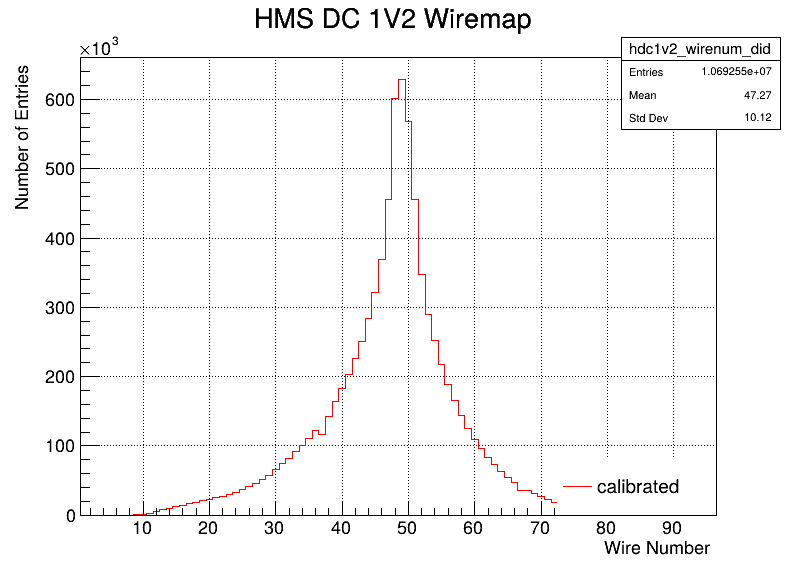 HMS DC 1V2 Wiremap
×10³
hdc1v2_wirenum_did
Entries 1.069255e+07
Mean 47.27
Std Dev 10.12
Number of Entries
600
500
400
300
200
100
0
calibrated
10 20 30 40 50 60 70 80 90
Wire Number